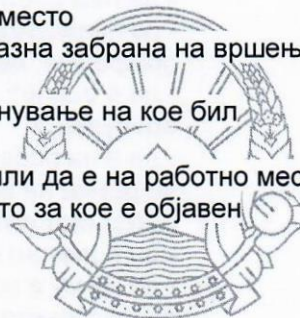 место
азна забрана на вршењ
нување на кое бил
или да е на работно мес
то за кое е објавен